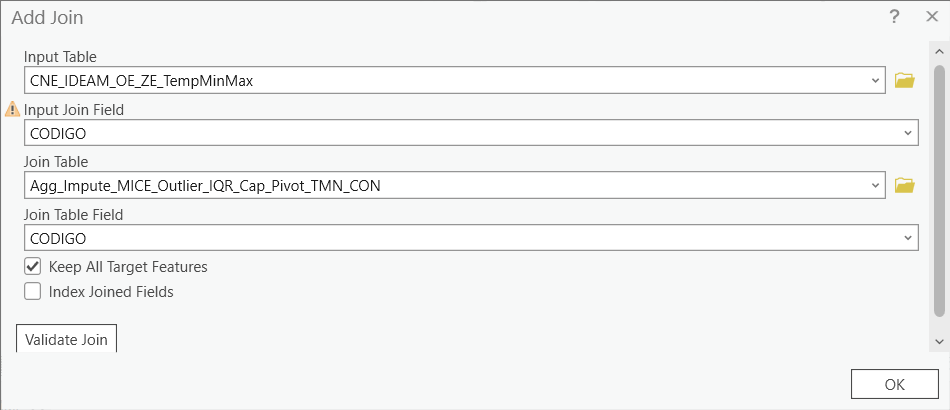 Add Join
?
Input Table
CNE_IDEAM_OE_ZE_TempMinMax
Input Join Field
CODIGO
Join Table
Agg_Impute_MICE_Outlier_IQR_Cap_Pivot_TMN_CON
Join Table Field
CODIGO
Keep All Target Features
Index Joined Fields
Validate Join
OK